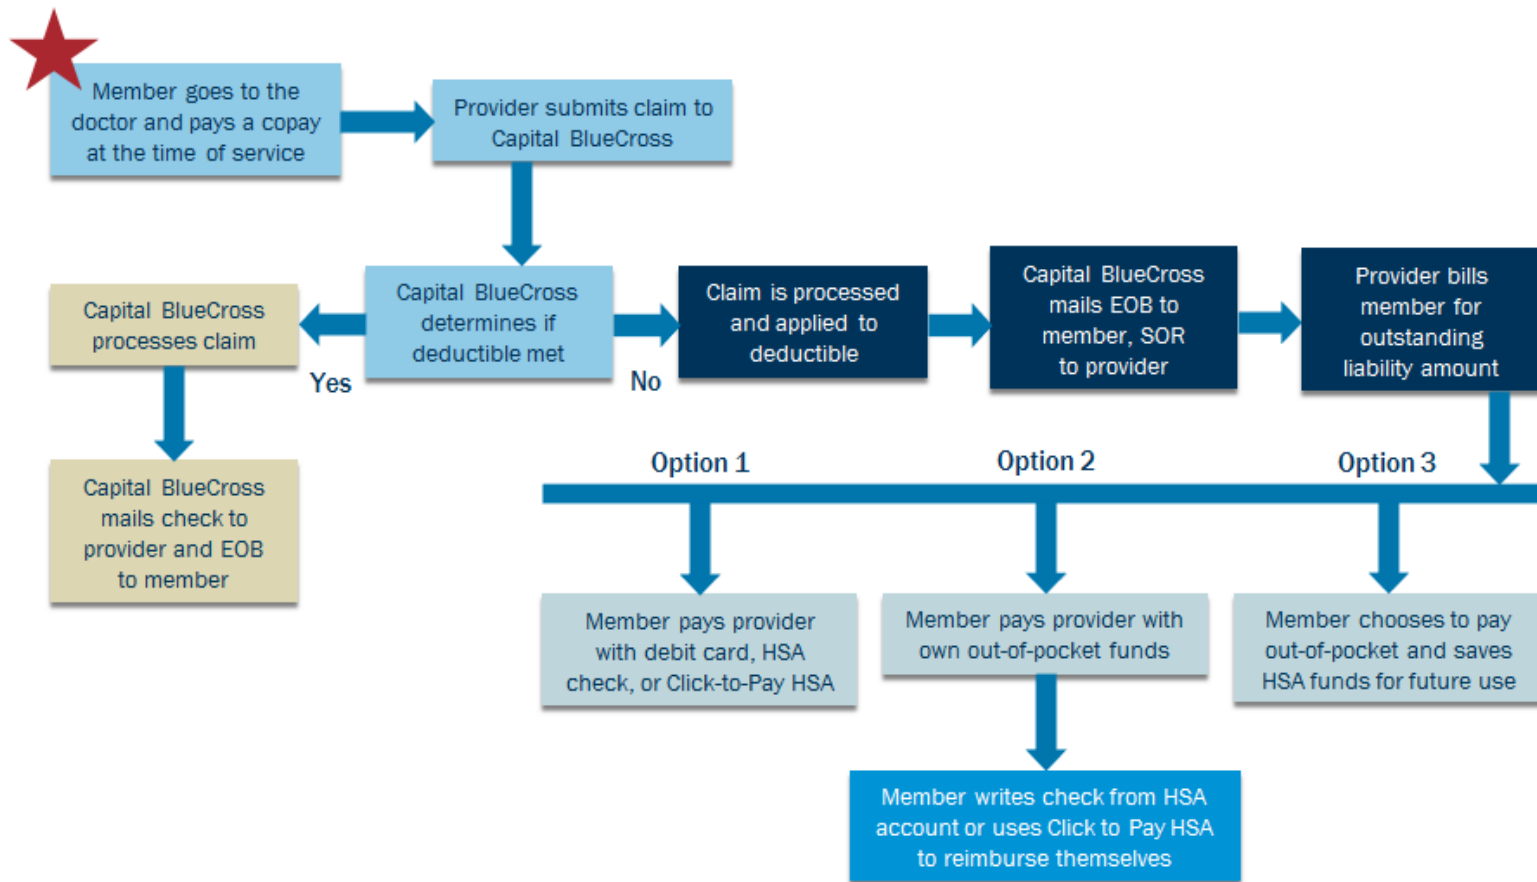 Member goes to the
doctor and pays a copay
at the time of service
Provider submits claim to
Capital BlueCross
Capital BlueCross
processes claim
Yes
Capital BlueCross
determines if
deductible met
No
Claim is processed
and applied to
deductible
Capital BlueCross
mails EOB to
member, SOR
to provider
Provider bills
member for
outstanding
liability amount
Capital BlueCross
mails check to
provider and EOB
to member
Option 1
Option 2
Option 3
Member pays provider
with debit card, HSA
check, or Click-to-Pay HSA
Member pays provider with
own out-of-pocket funds
Member chooses to pay
out-of-pocket and saves
HSA funds for future use
Member writes check from HSA
account or uses Click to Pay HSA
to reimburse themselves